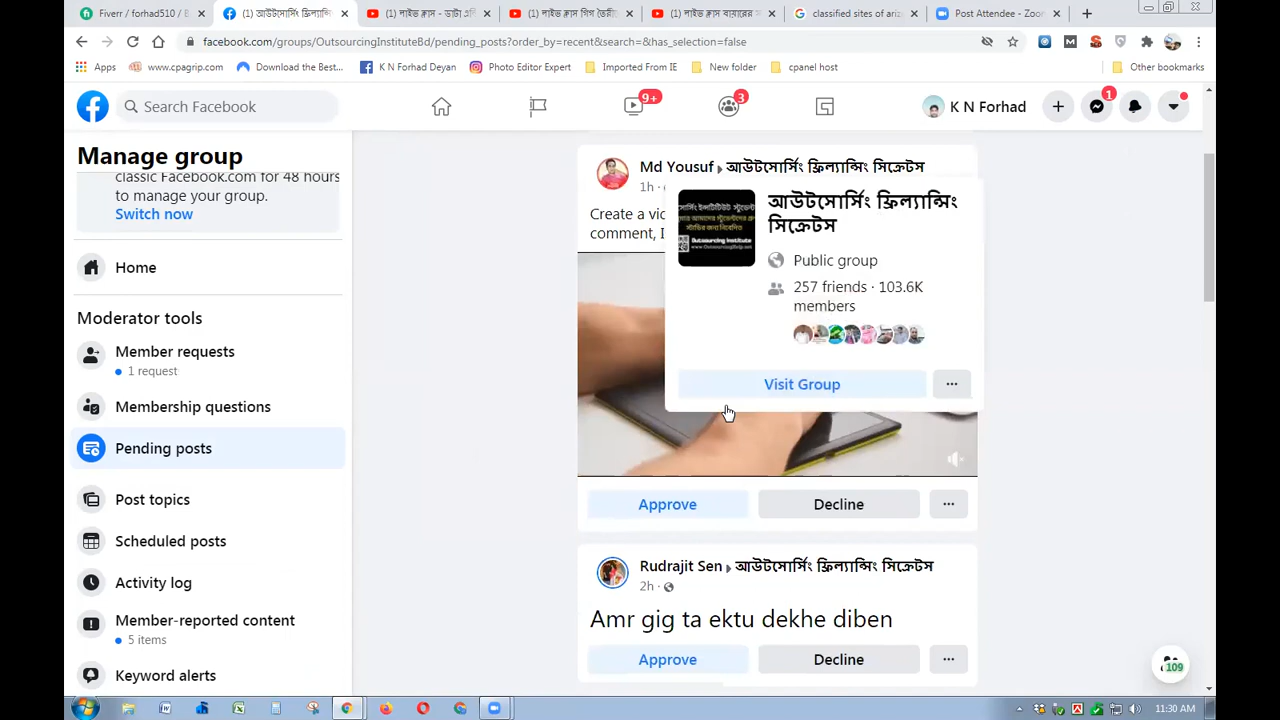 Fiverr / forhad510 / B
(1) আউটসোর্সিং ফ্রিল্যান্সিং
(1) লাইভ ক্লাস - ডাটা এন্টি
(1) লাইভ ক্লাস গিগ তৈরী
(1) লাইভ ক্লাস বায়ারের স
classified sites of ariz
Post Attendee - Zoom
facebook.com/groups/OutsourcingInstituteBd/pending_posts?order_by=recent&search=&has_selection=false
Apps
www.cpagrip.com
Download the Best...
K N Forhad Deyan
Photo Editor Expert
Imported From IE
New folder
cpanel host
Other bookmarks
Search Facebook
9+
3
K N Forhad
1
Manage group
classic Facebook.com for 48 hours
to manage your group.
Switch now
Home
Moderator tools
Member requests
1 request
Membership questions
Pending posts
Post topics
Scheduled posts
Activity log
Member-reported content
5 items
Keyword alerts
Md Yousuf আউটসোর্সিং ফ্রিল্যান্সিং সিক্রেটস
1h
Create a vi
comment,
আউটসোর্সিং ফ্রিল্যান্সিং
সিক্রেটস
Public group
257 friends · 103.6K
members
Visit Group
Outsourcing Institute
Approve
Decline
Rudrajit Sen আউটসোর্সিং ফ্রিল্যান্সিং সিক্রেটস
2h
Amr gig ta ektu dekhe diben
Approve
Decline
109
11:30 AM